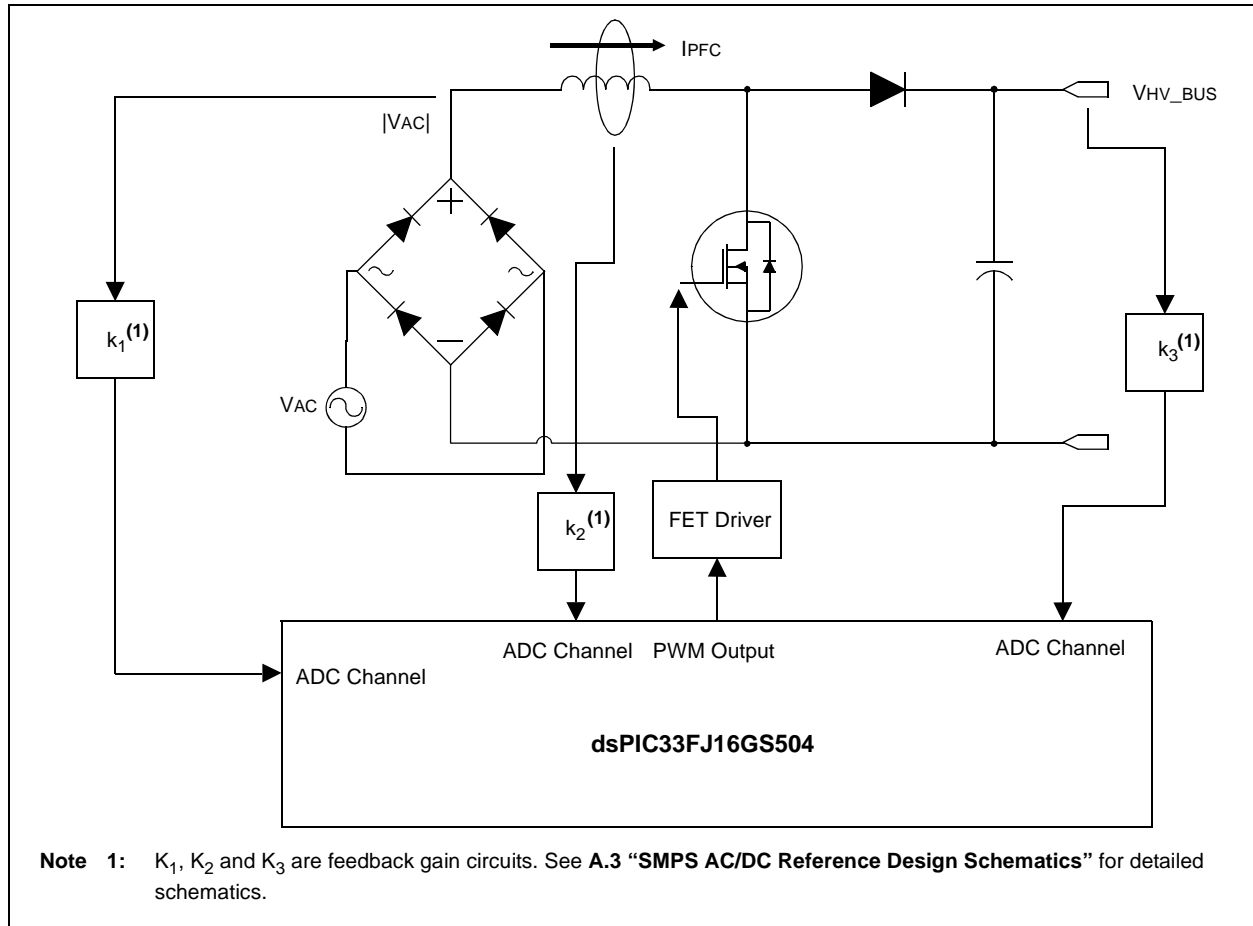 IPFC
VHV_BUS
|VAC|
k1(1)
k3(1)
VAC
k2(1)
FET Driver
ADC Channel
ADC Channel PWM Output
ADC Channel
dsPIC33FJ16GS504
Note 1: K1, K2 and K3 are feedback gain circuits. See A.3 “SMPS AC/DC Reference Design Schematics” for detailed
schematics.